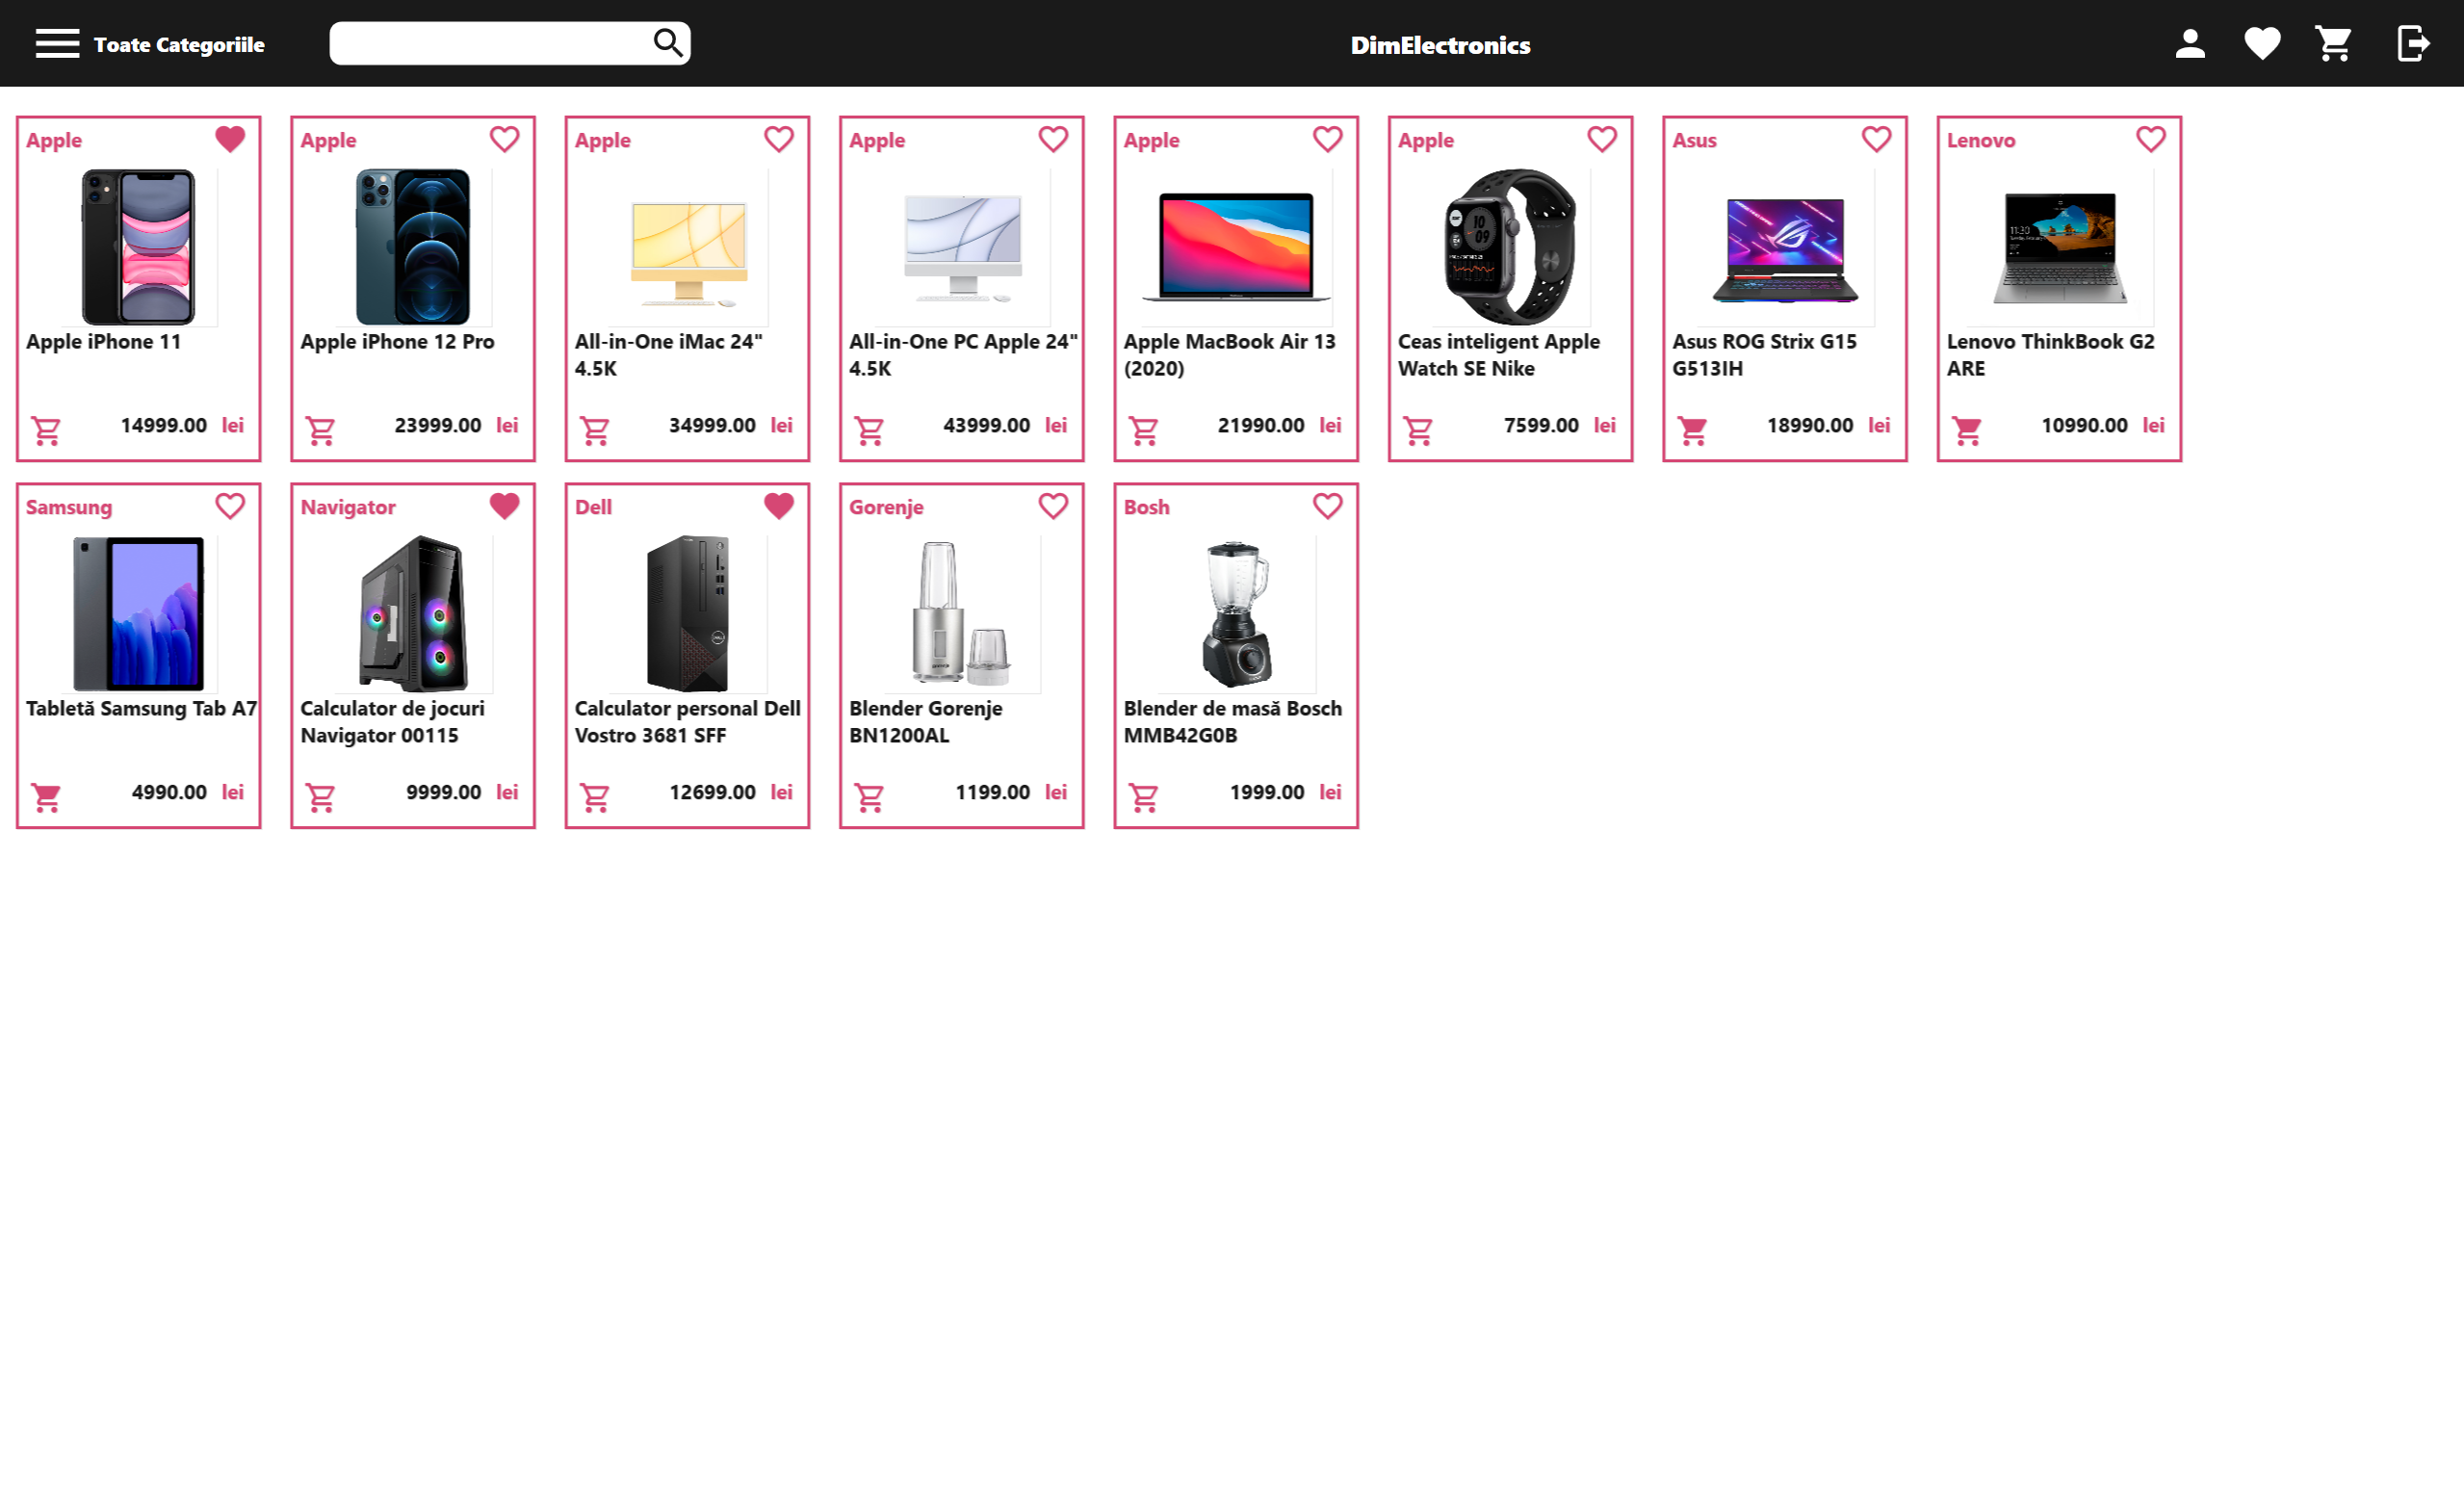 Toate Categoriile
DimElectronics
Apple
Apple iPhone 11
14999.00 lei
Apple
Apple iPhone 12 Pro
23999.00 lei
Apple
All-in-One iMac 24"
4.5K
34999.00 lei
Apple
All-in-One PC Apple 24"
4.5K
43999.00 lei
Apple
Apple MacBook Air 13
(2020)
21990.00 lei
Apple
10
09
Ceas inteligent Apple
Watch SE Nike
7599.00 lei
Asus
Asus ROG Strix G15
G513IH
18990.00 lei
Lenovo
11:30
Lenovo ThinkBook G2
ARE
10990.00 lei
Samsung
Tabletă Samsung Tab A7
4990.00 lei
Navigator
Calculator de jocuri
Navigator 00115
9999.00 lei
Dell
DELL
Calculator personal Dell
Vostro 3681 SFF
12699.00 lei
Gorenje
Blender Gorenje
BN1200AL
1199.00 lei
Bosh
Blender de masă Bosch
MMB42G0B
1999.00 lei